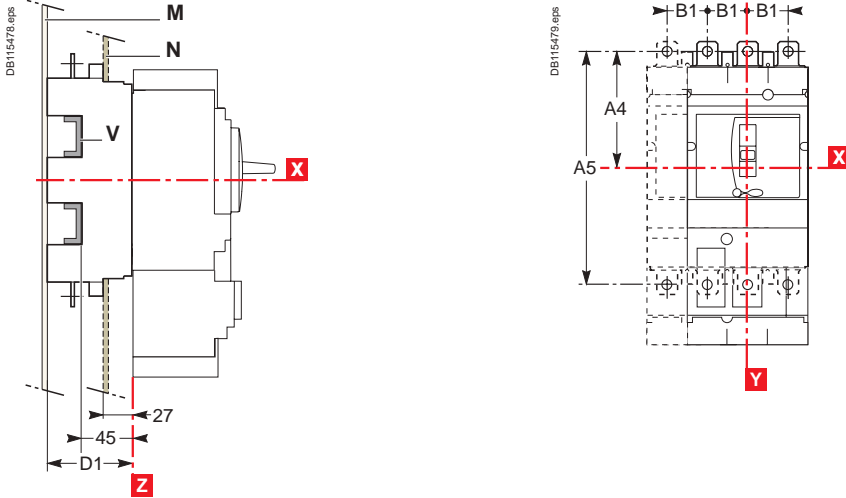 DB115478.eps
M
N
V
X
27
45
D1
Z
DB115479.eps
B1 B1 B1
A4
A5
X
Y